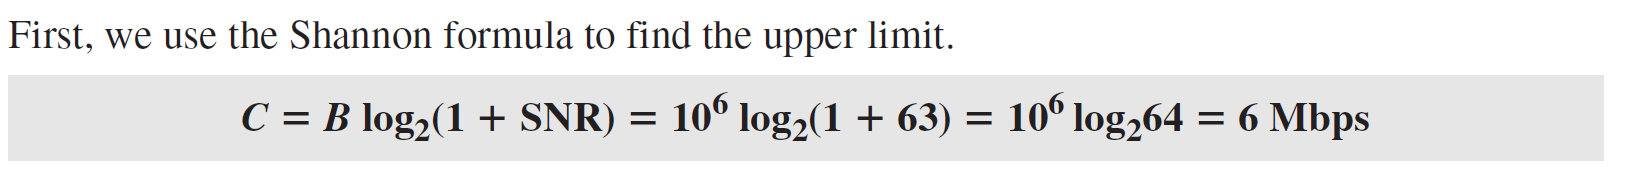 First, we use the Shannon formula to find the upper limit.
C = B log₂(1 + SNR) = 10⁶ log₂(1 + 63) = 10⁶ log₂64 = 6 Mbps